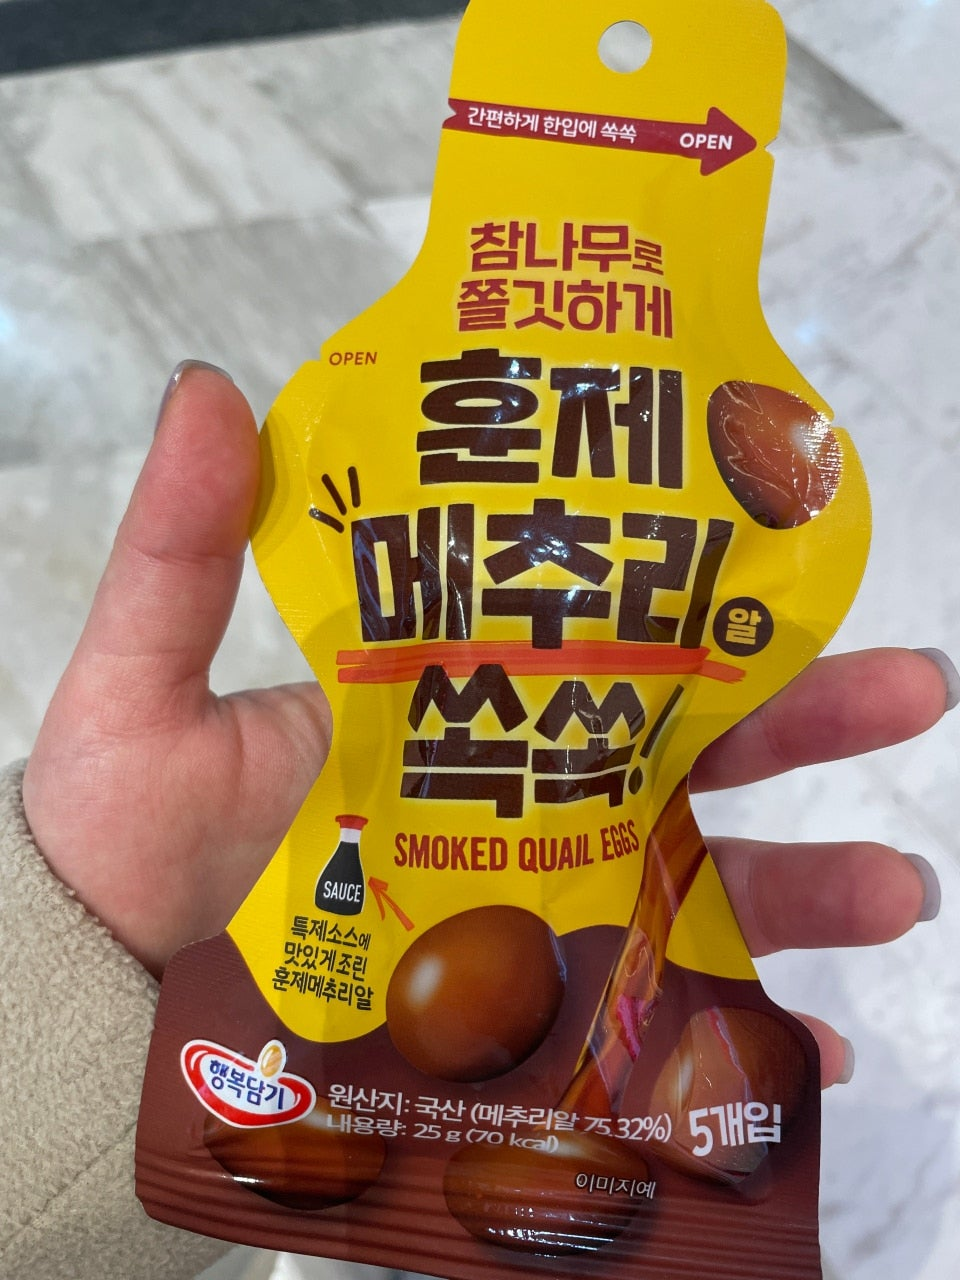 간편하게 한입에 쏙쏙 OPEN
참나무로
쫄깃하게
OPEN
훈제
메추리알
쏙쏙!
SMOKED QUAIL EGGS
SAUCE
특제소스에
맛있게 조린
훈제메추리알
행복담기
원산지: 국산 (메추리알 75.32%)
내용량: 25 g (70 kcal)
5개입
이미지예